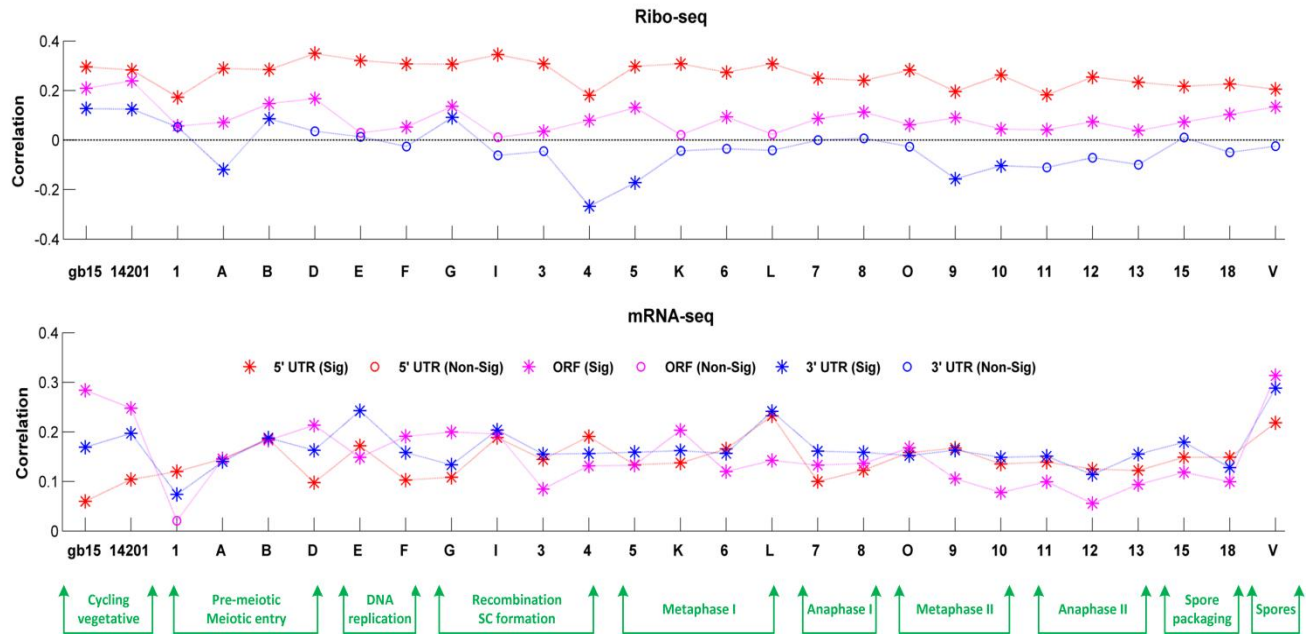 Ribo-seq
0.4
0.2
0
-0.2
-0.4
Correlation
gb15 14201 1 A B D E F G I 3 4 5 K 6 L 7 8 O 9 10 11 12 13 15 18 V
mRNA-seq
0.4
0.3
0.2
0.1
0
Correlation
5' UTR (Sig) 5' UTR (Non-Sig) ORF (Sig) ORF (Non-Sig) 3' UTR (Sig) 3' UTR (Non-Sig)
gb15 14201 1 A B D E F G I 3 4 5 K 6 L 7 8 O 9 10 11 12 13 15 18 V
Cycling
vegetative
Pre-meiotic
Meiotic entry
DNA
replication
Recombination
SC formation
Metaphase I
Anaphase I
Metaphase II
Anaphase II
Spore
packaging
Spores